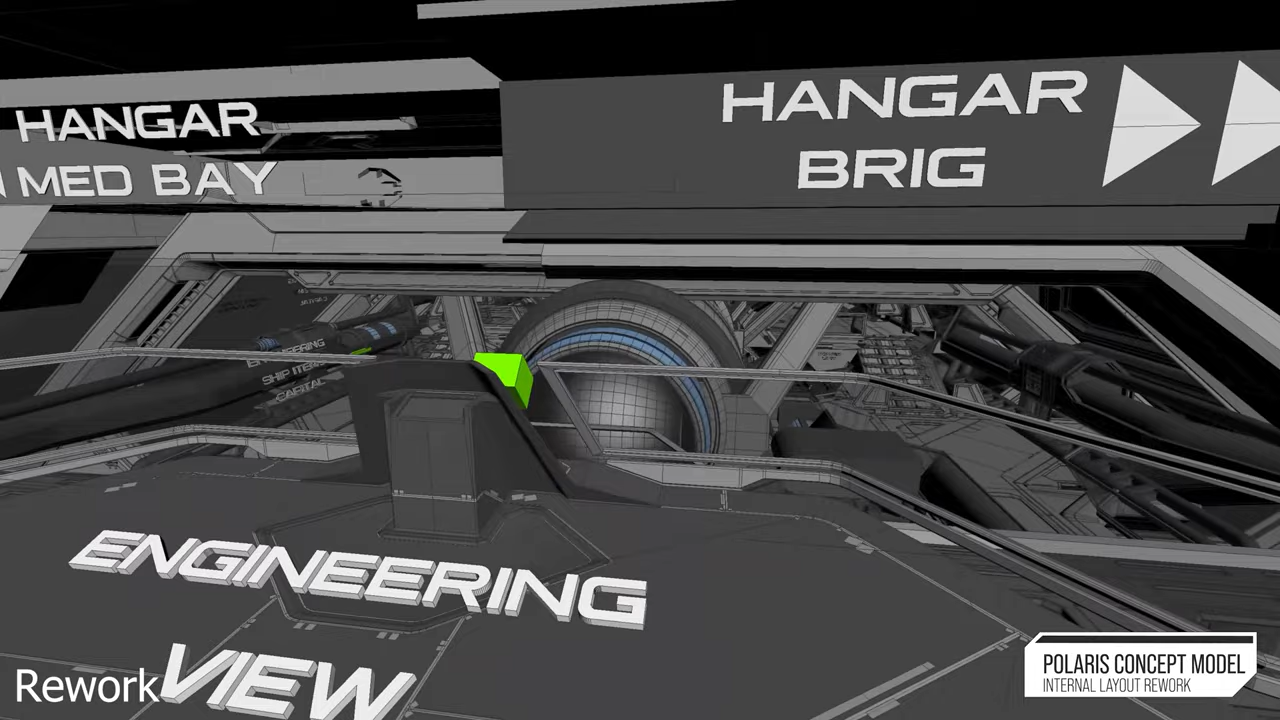 HANGAR
MED BAY
HANGAR
BRIG
ENGINEERING
SHIP ITEMS
CAPITAL
ENGINEERING
VIEW
Rework
POLARIS CONCEPT MODEL
INTERNAL LAYOUT REWORK